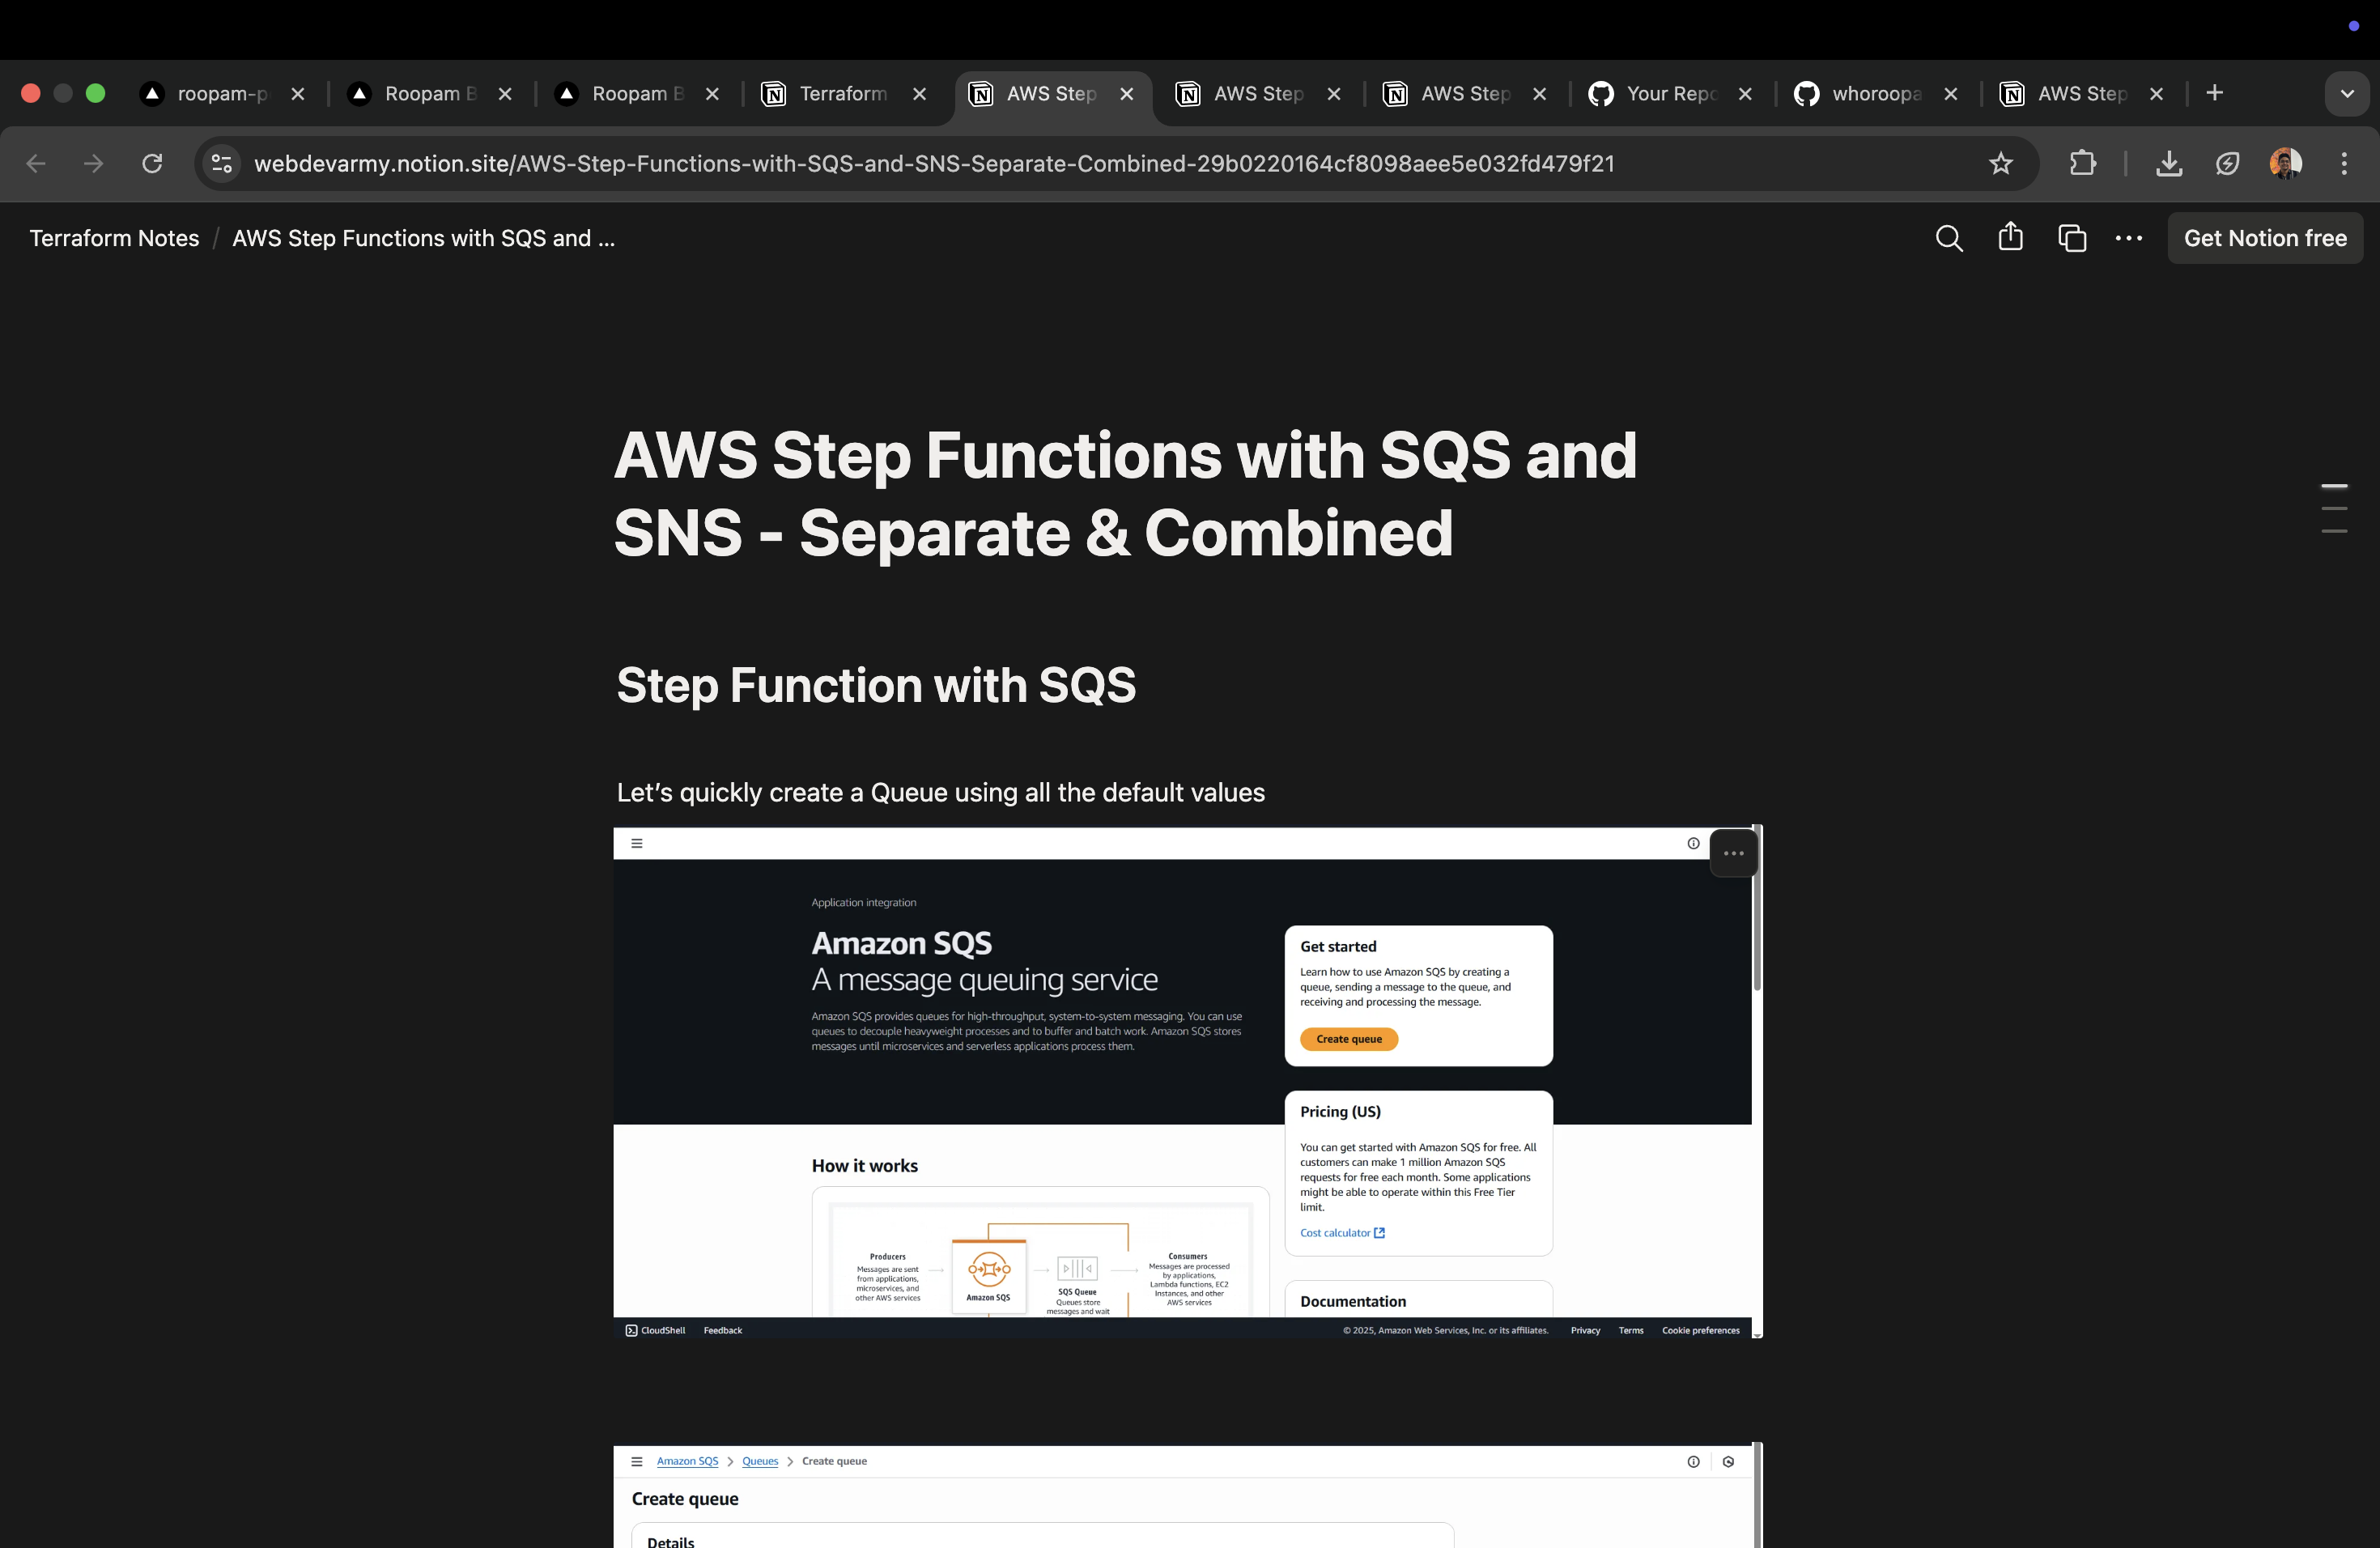 roopam-p
Roopam B
Roopam B
Terraform
AWS Step
AWS Step
AWS Step
Your Repo
whoroopa
AWS Step
webdevarmy.notion.site/AWS-Step-Functions-with-SQS-and-SNS-Separate-Combined-29b0220164cf8098aee5e032fd479f21
Terraform Notes / AWS Step Functions with SQS and ...
Get Notion free
AWS Step Functions with SQS and
SNS - Separate & Combined
Step Function with SQS
Let’s quickly create a Queue using all the default values
Application integration
Amazon SQS
A message queuing service
Amazon SQS provides queues for high-throughput, system-to-system messaging. You can use
queues to decouple heavyweight processes and to buffer and batch work. Amazon SQS stores
messages until microservices and serverless applications process them.
Get started
Learn how to use Amazon SQS by creating a
queue, sending a message to the queue, and
receiving and processing the message.
Create queue
Pricing (US)
You can get started with Amazon SQS for free. All
customers can make 1 million Amazon SQS
requests for free each month. Some applications
might be able to operate within this Free Tier
limit.
Cost calculator
How it works
Producers
Messages are sent
from applications,
microservices, and
other AWS services
Amazon SQS
SQS Queue
Queues store
messages and wait
Consumers
Messages are processed
by applications,
Lambda functions, EC2
Instances, and other
AWS services
Documentation
CloudShell Feedback
© 2025, Amazon Web Services, Inc. or its affiliates. Privacy Terms Cookie preferences
Amazon SQS > Queues > Create queue
Create queue
Details